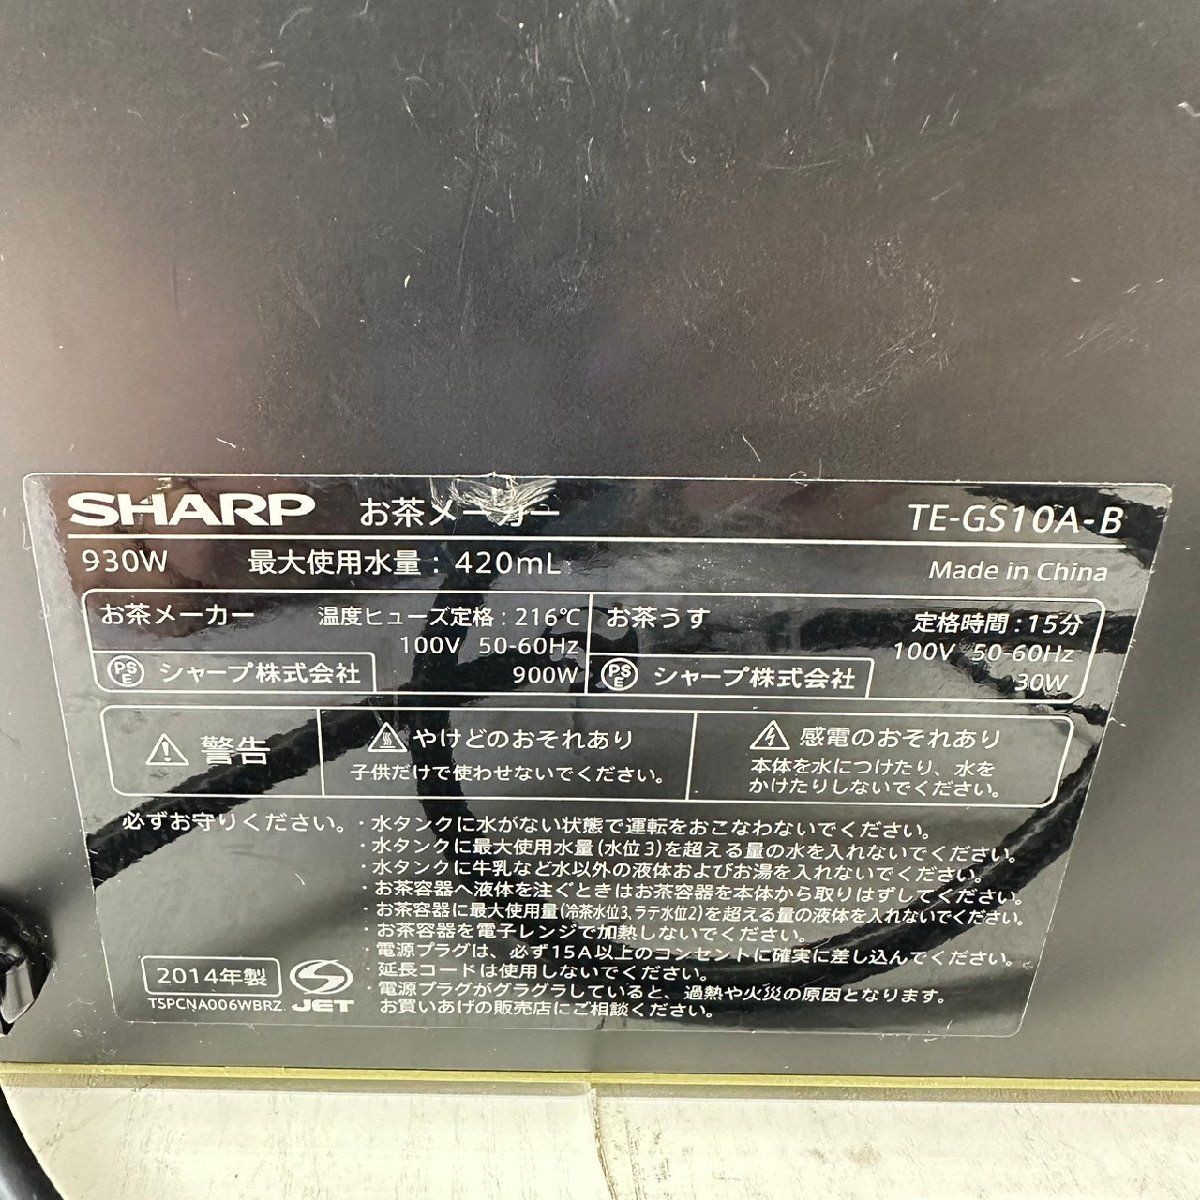 SHARP お茶メーカー TE-GS10A-B
930W 最大使用水量：420mL Made in China
お茶メーカー 温度ヒューズ定格：216℃
100V 50-60Hz
PSE シャープ株式会社 900W
お茶うす 定格時間：15分
100V 50-60Hz
PSE シャープ株式会社 30W
警告
やけどのおそれあり
子供だけで使わせないでください。
感電のおそれあり
本体を水につけたり、水を
かけたりしないでください。
必ずお守りください。・水タンクに水がない状態で運転をおこなわないでください。
・水タンクに最大使用水量（水位3）を超える量の水を入れないでください。
・水タンクに牛乳など水以外の液体およびお湯を入れないでください。
・お茶容器へ液体を注ぐときはお茶容器を本体から取りはずしてください。
・お茶容器に最大使用量（冷茶水位3、ラテ水位2）を超える量の液体を入れないでください。
・お茶容器を電子レンジで加熱しないでください。
・電源プラグは、必ず15A以上のコンセントに確実に差し込んでください。
・延長コードは使用しないでください。
・電源プラグがグラグラしていると、過熱や火災の原因となります。
お買いあげの販売店にご相談ください。
2014年製
TSPCNA006WBRZ JET